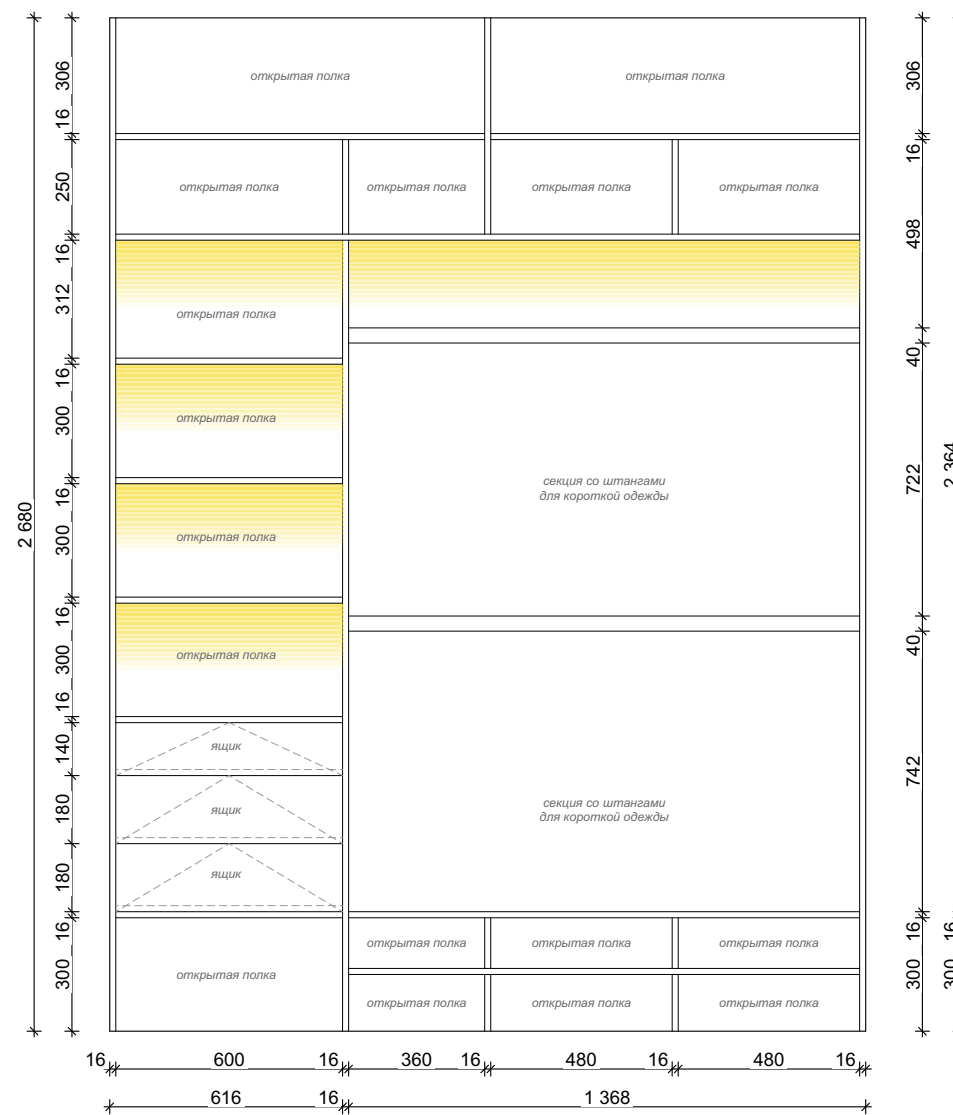 открытая полка
открытая полка
открытая полка
открытая полка
открытая полка
открытая полка
открытая полка
открытая полка
открытая полка
открытая полка
ящик
ящик
ящик
секция со штангами
для короткой одежды
секция со штангами
для короткой одежды
открытая полка
открытая полка
открытая полка
открытая полка
открытая полка
открытая полка
открытая полка
2 680
306
16
250
16
312
16
300
16
300
16
300
16
140
180
180
16
300
306
16
498
40
722
40
742
16
300
2 364
16
300
16
600
16
360
16
480
16
480
16
616
16
1 368